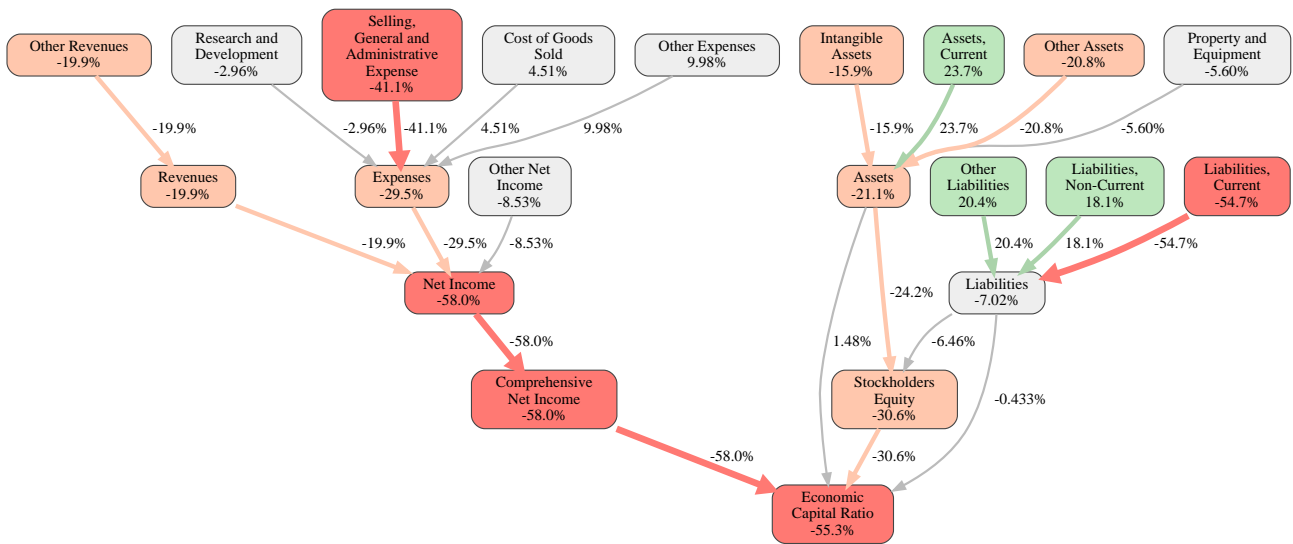 Other Revenues
-19.9%
Research and
Development
-2.96%
Selling,
General and
Administrative
Expense
-41.1%
Cost of Goods
Sold
4.51%
Other Expenses
9.98%
Intangible
Assets
-15.9%
Assets,
Current
23.7%
Other Assets
-20.8%
Property and
Equipment
-5.60%
-19.9%
-2.96%
-41.1%
4.51%
9.98%
-15.9%
23.7%
-20.8%
-5.60%
Revenues
-19.9%
Expenses
-29.5%
Other Net
Income
-8.53%
Assets
-21.1%
Other
Liabilities
20.4%
Liabilities,
Non-Current
18.1%
Liabilities,
Current
-54.7%
-19.9%
-29.5%
-8.53%
20.4%
18.1%
-54.7%
Net Income
-58.0%
-24.2%
Liabilities
-7.02%
-58.0%
1.48%
-6.46%
Comprehensive
Net Income
-58.0%
Stockholders
Equity
-30.6%
-0.433%
-58.0%
-30.6%
Economic
Capital Ratio
-55.3%